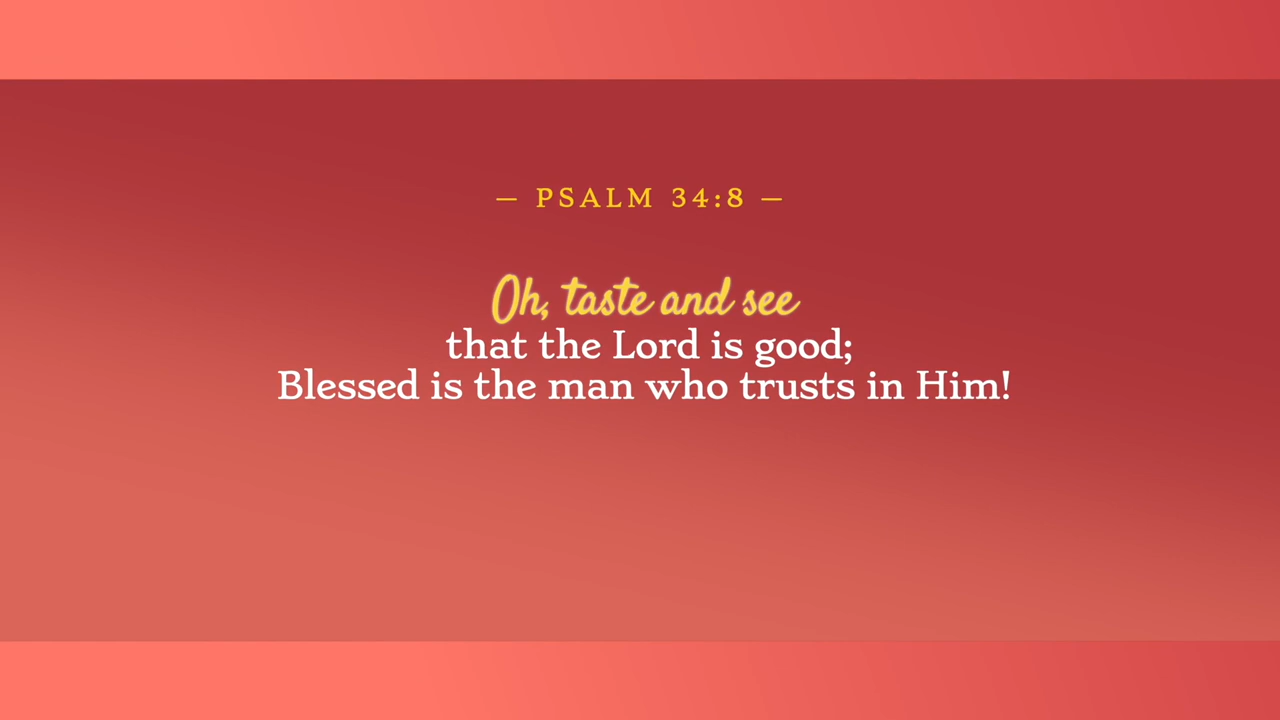 — PSALM 34:8 —
Oh, taste and see
that the Lord is good;
Blessed is the man who trusts in Him!